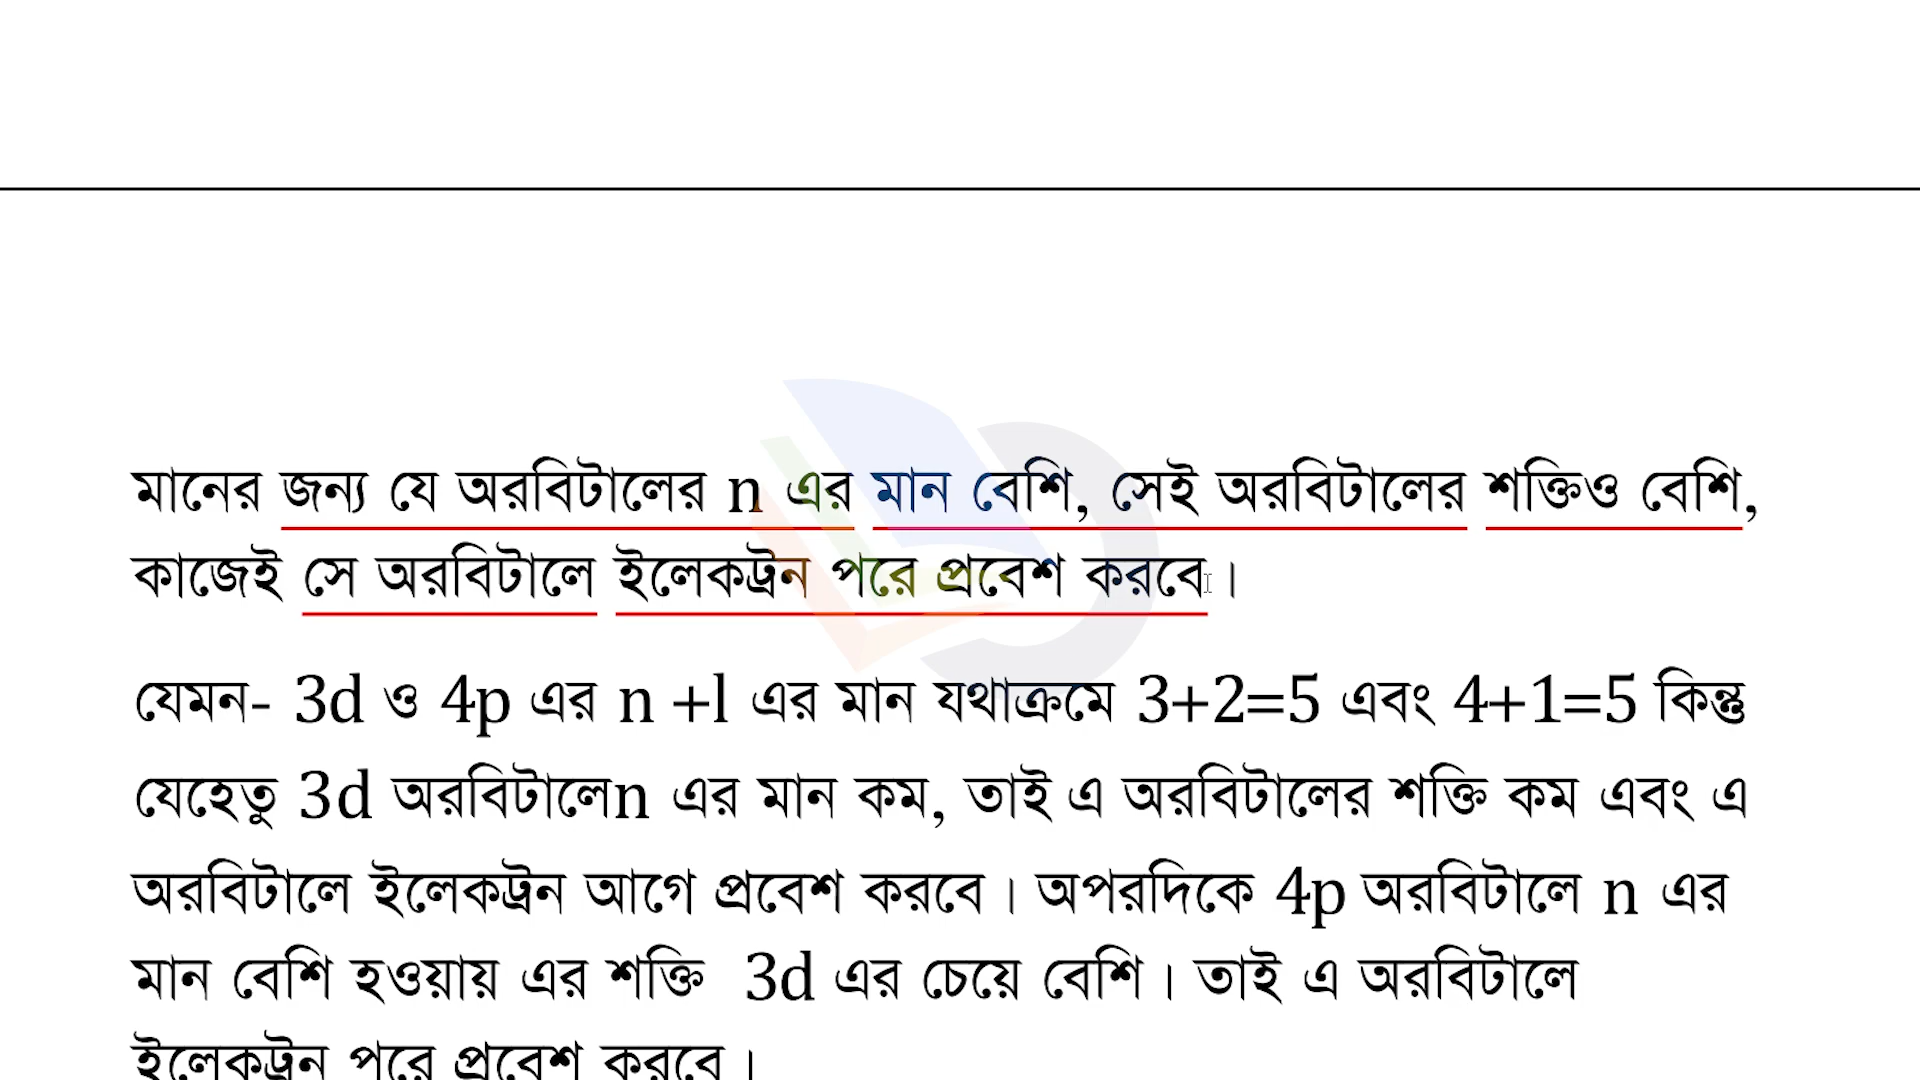 মানের জন্য যে অরবিটালের n এর মান বেশি, সেই অরবিটালের শক্তিও বেশি,
কাজেই সে অরবিটালে ইলেকট্রন পরে প্রবেশ করবে।
যেমন- 3d ও 4p এর n +l এর মান যথাক্রমে 3+2=5 এবং 4+1=5 কিন্তু
যেহেতু 3d অরবিটালেn এর মান কম, তাই এ অরবিটালের শক্তি কম এবং এ
অরবিটালে ইলেকট্রন আগে প্রবেশ করবে। অপরদিকে 4p অরবিটালে n এর
মান বেশি হওয়ায় এর শক্তি 3d এর চেয়ে বেশি। তাই এ অরবিটালে
ইলেকট্রন পরে প্রবেশ করবে।